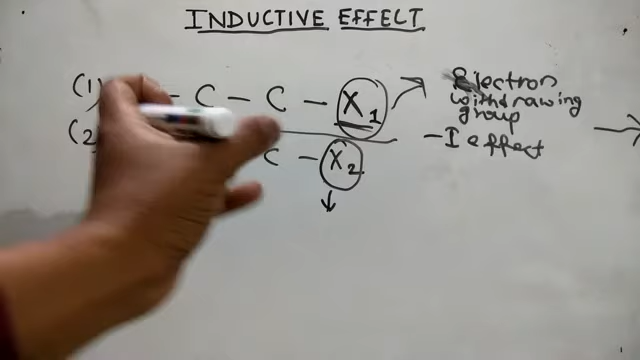 INDUCTIVE EFFECT
(1) - C - C - X1
Electron
withdrawing
group
- I effect
(2) C - X2